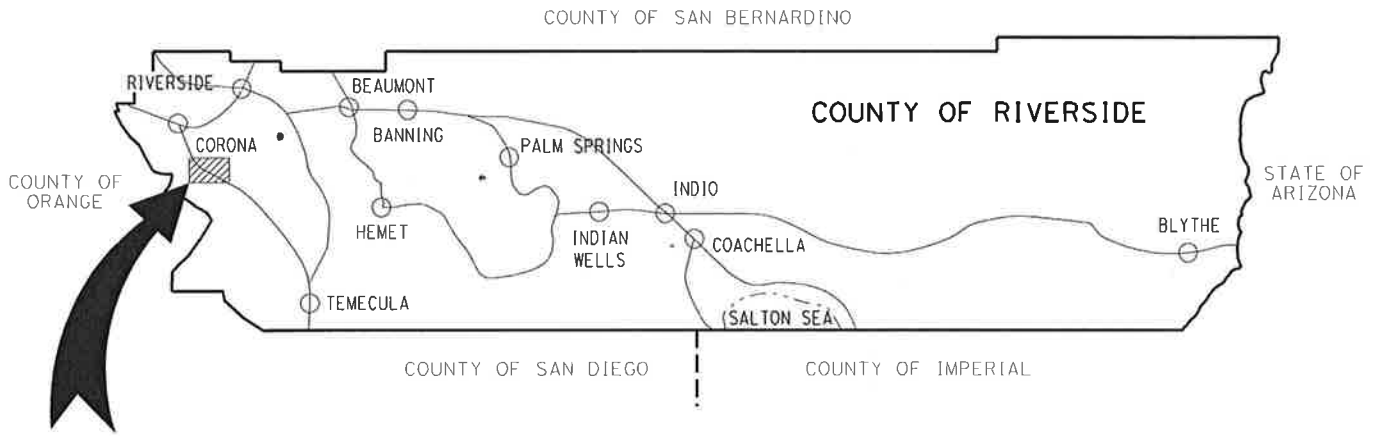 COUNTY OF SAN BERNARDINO
RIVERSIDE
BEAUMONT
COUNTY OF RIVERSIDE
BANNING
CORONA
PALM SPRINGS
COUNTY OF
ORANGE
STATE OF
ARIZONA
INDIO
HEMET
BLYTHE
INDIAN
WELLS
COACHELLA
TEMECULA
SALTON SEA
COUNTY OF SAN DIEGO
COUNTY OF IMPERIAL